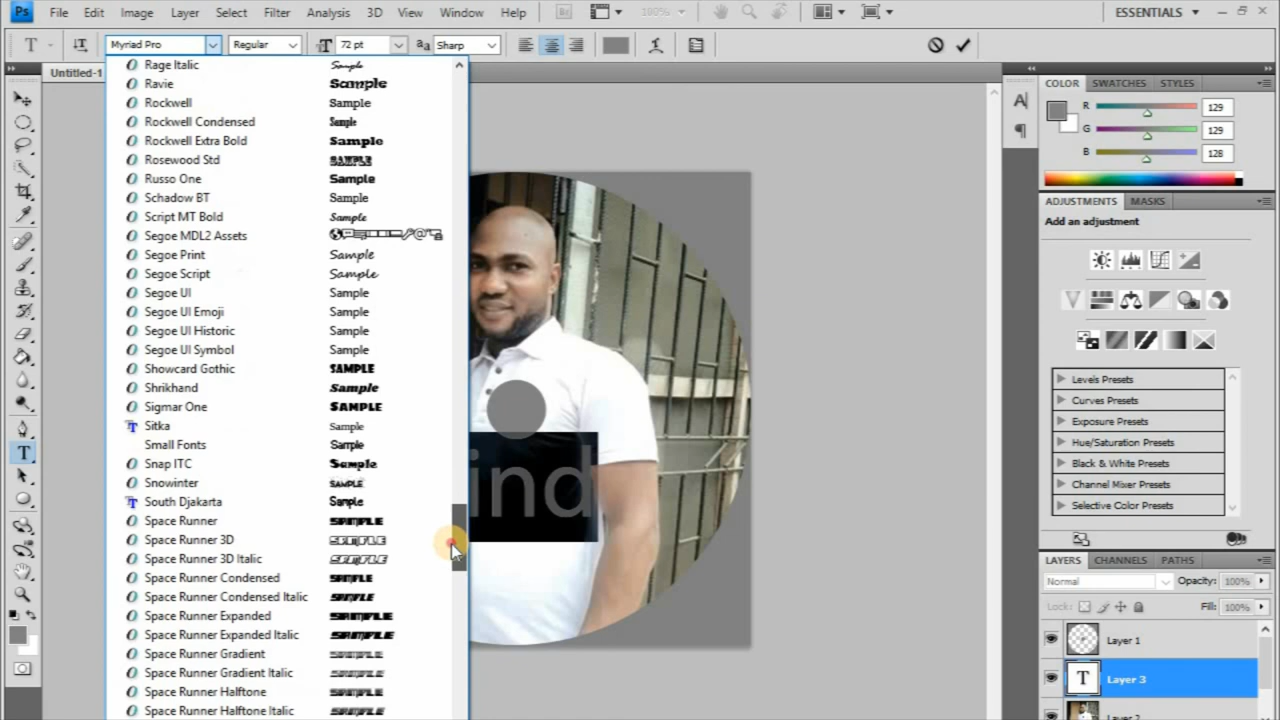 Ps File Edit Image Layer Select Filter Analysis 3D View Window Help Br 100% ESSENTIALS
T Myriad Pro Regular T 72 pt aa Sharp
Untitled-1
Rage Italic Sample
Ravie Sample
Rockwell Sample
Rockwell Condensed Sample
Rockwell Extra Bold Sample
Rosewood Std SAMPLE
Russo One Sample
Schadow BT Sample
Script MT Bold Sample
Segoe MDL2 Assets
Segoe Print Sample
Segoe Script Sample
Segoe UI Sample
Segoe UI Emoji Sample
Segoe UI Historic Sample
Segoe UI Symbol Sample
Showcard Gothic SAMPLE
Shrikhand Sample
Sigmar One SAMPLE
Sitka Sample
Small Fonts Sample
Snap ITC Sample
Snowinter SAMPLE
South Djakarta Sample
Space Runner SAMPLE
Space Runner 3D SAMPLE
Space Runner 3D Italic SAMPLE
Space Runner Condensed SAMPLE
Space Runner Condensed Italic SAMPLE
Space Runner Expanded SAMPLE
Space Runner Expanded Italic SAMPLE
Space Runner Gradient SAMPLE
Space Runner Gradient Italic SAMPLE
Space Runner Halftone SAMPLE
Space Runner Halftone Italic SAMPLE
ind
COLOR SWATCHES STYLES
R 129
G 129
B 128
ADJUSTMENTS MASKS
Add an adjustment
Levels Presets
Curves Presets
Exposure Presets
Hue/Saturation Presets
Black & White Presets
Channel Mixer Presets
Selective Color Presets
LAYERS CHANNELS PATHS
Normal Opacity: 100%
Lock: Fill: 100%
Layer 1
T Layer 3
Layer 2